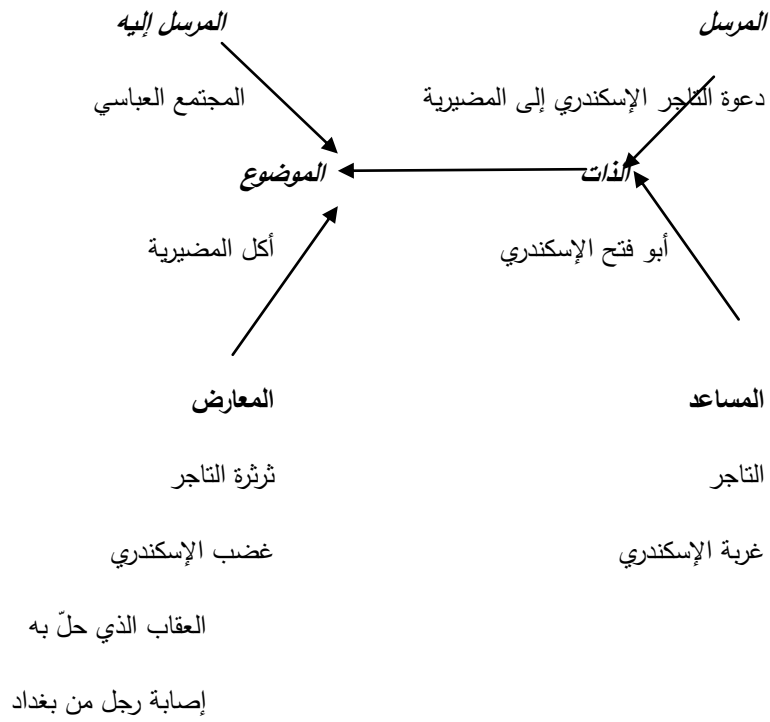 المرسل المرسل إليه
دعوة التاجر الإسكندري إلى المضيرية المجتمع العباسي
الذات الموضوع
أبو فتح الإسكندري أكل المضيرية
المساعد المعارض
التاجر ثرثرة التاجر
غربة الإسكندري غضب الإسكندري
العقاب الذي حلّ به
إصابة رجل من بغداد